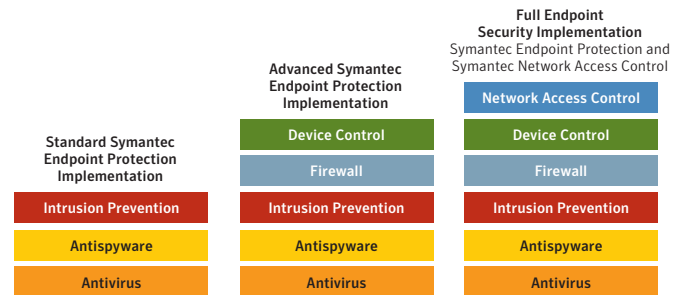 Standard Symantec
Endpoint Protection
Implementation
Intrusion Prevention
Antispyware
Antivirus
Advanced Symantec
Endpoint Protection
Implementation
Device Control
Firewall
Intrusion Prevention
Antispyware
Antivirus
Full Endpoint
Security Implementation
Symantec Endpoint Protection and
Symantec Network Access Control
Network Access Control
Device Control
Firewall
Intrusion Prevention
Antispyware
Antivirus